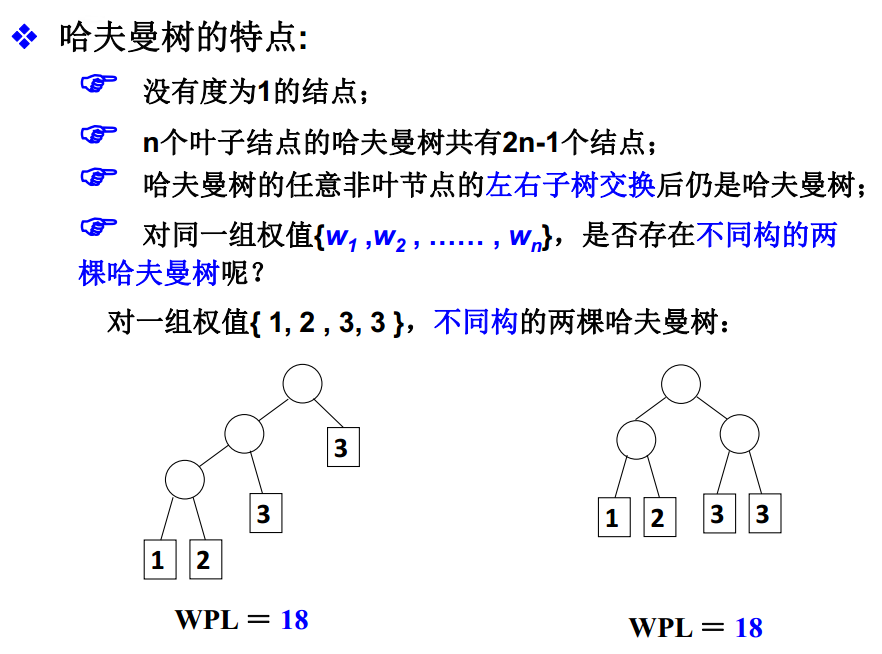 哈夫曼树的特点:
没有度为1的结点;
n个叶子结点的哈夫曼树共有2n-1个结点;
哈夫曼树的任意非叶节点的左右子树交换后仍是哈夫曼树;
对同一组权值{w1 ,w2 , …… , wn}，是否存在不同构的两
棵哈夫曼树呢?
对一组权值{ 1, 2 , 3, 3 }，不同构的两棵哈夫曼树：
3
3
1 2
WPL ＝ 18
1 2 3 3
WPL ＝ 18